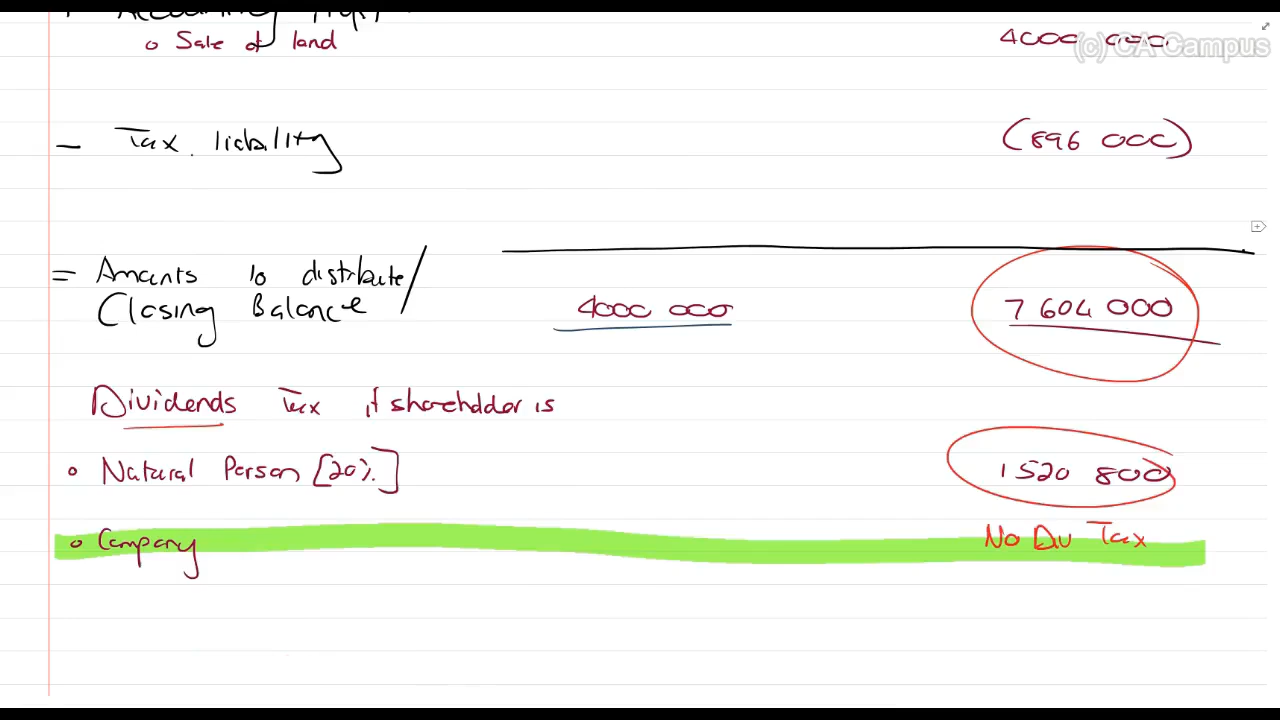 Accounting
o Sale of land 4000 000
(c) CA Campus
- Tax liability (896 000)
= Amounts to distribute/
Closing Balance 4000 000 7 604 000
Dividends Tax if shareholder is
o Natural Person [20%] 1 520 800
o Company No Div Tax